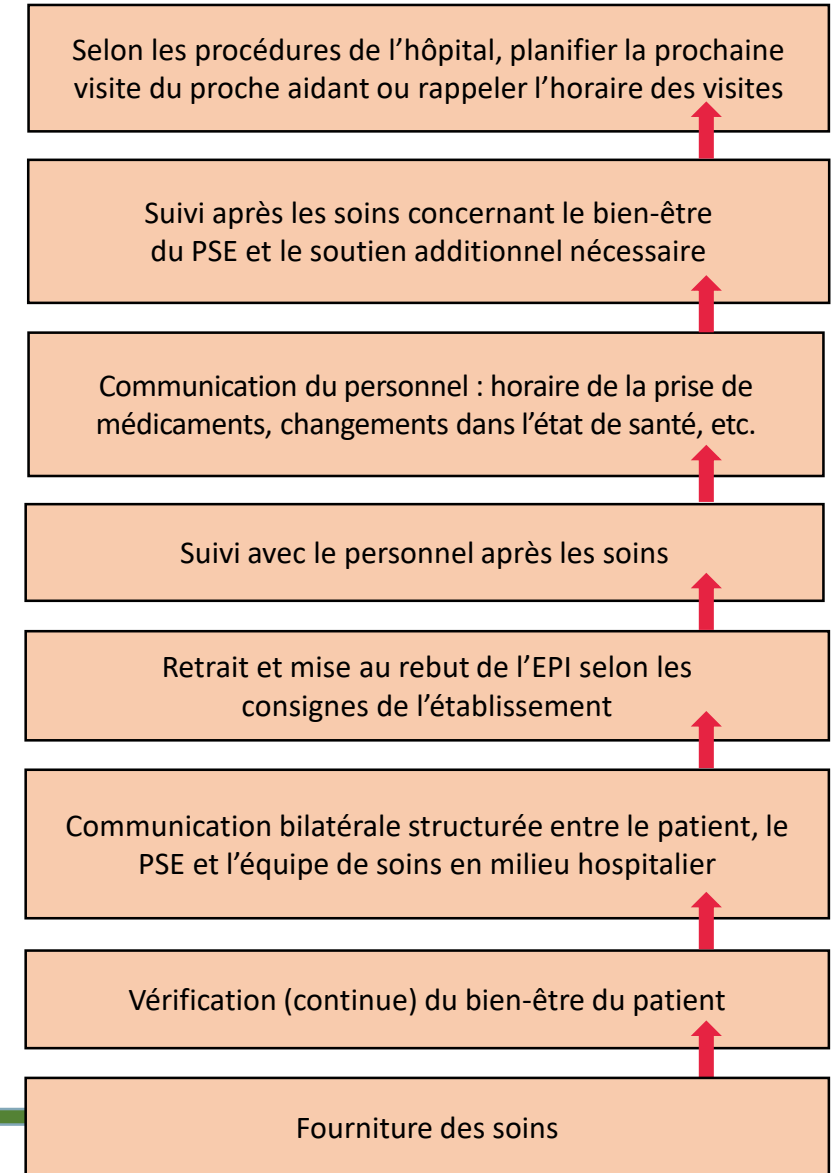 Selon les procédures de l’hôpital, planifier la prochaine
visite du proche aidant ou rappeler l’horaire des visites
Suivi après les soins concernant le bien-être
du PSE et le soutien additionnel nécessaire
Communication du personnel : horaire de la prise de
médicaments, changements dans l’état de santé, etc.
Suivi avec le personnel après les soins
Retrait et mise au rebut de l’EPI selon les
consignes de l’établissement
Communication bilatérale structurée entre le patient, le
PSE et l’équipe de soins en milieu hospitalier
Vérification (continue) du bien-être du patient
Fourniture des soins